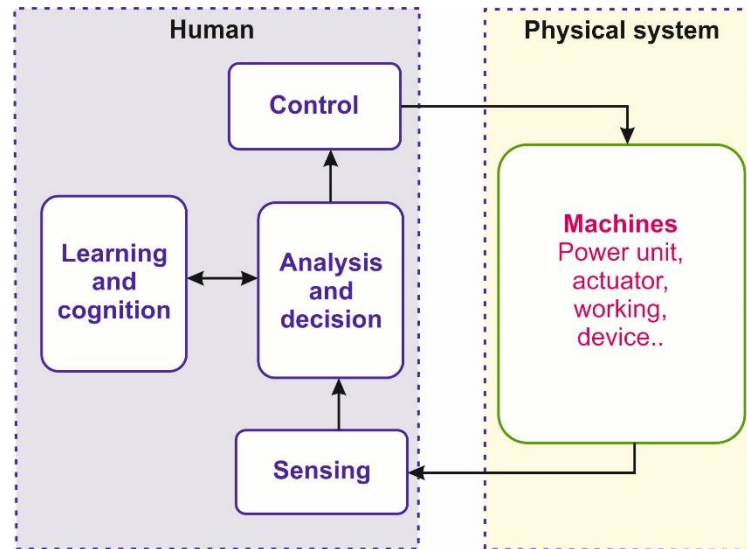 Human
Physical system
Control
Learning
and
cognition
Analysis
and
decision
Sensing
Machines
Power unit,
actuator,
working,
device..